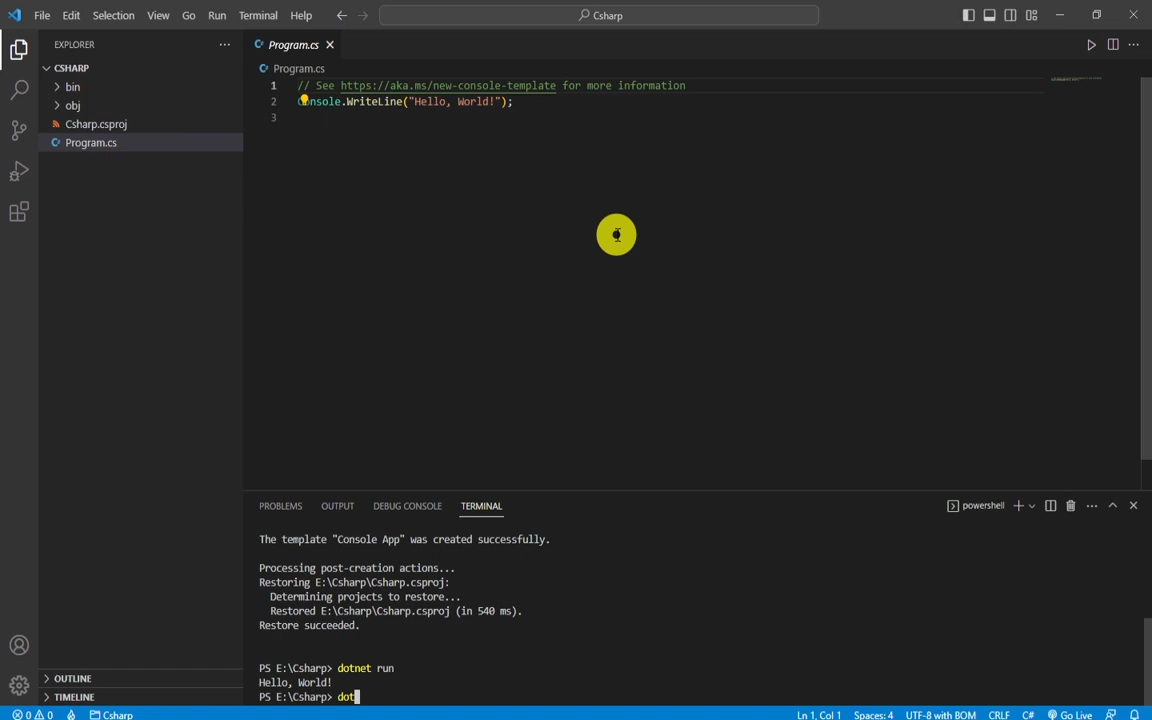 File Edit Selection View Go Run Terminal Help
Csharp
EXPLORER
CSHARP
bin
obj
Csharp.csproj
Program.cs
Program.cs
Program.cs
1 // See https://aka.ms/new-console-template for more information
2 Console.WriteLine("Hello, World!");
3
PROBLEMS OUTPUT DEBUG CONSOLE TERMINAL
powershell
The template "Console App" was created successfully.
Processing post-creation actions...
Restoring E:\Csharp\Csharp.csproj:
Determining projects to restore...
Restored E:\Csharp\Csharp.csproj (in 540 ms).
Restore succeeded.
PS E:\Csharp> dotnet run
Hello, World!
PS E:\Csharp> dot
OUTLINE
TIMELINE
0 0 Csharp Ln 1, Col 1 Spaces: 4 UTF-8 with BOM CRLF C# Go Live